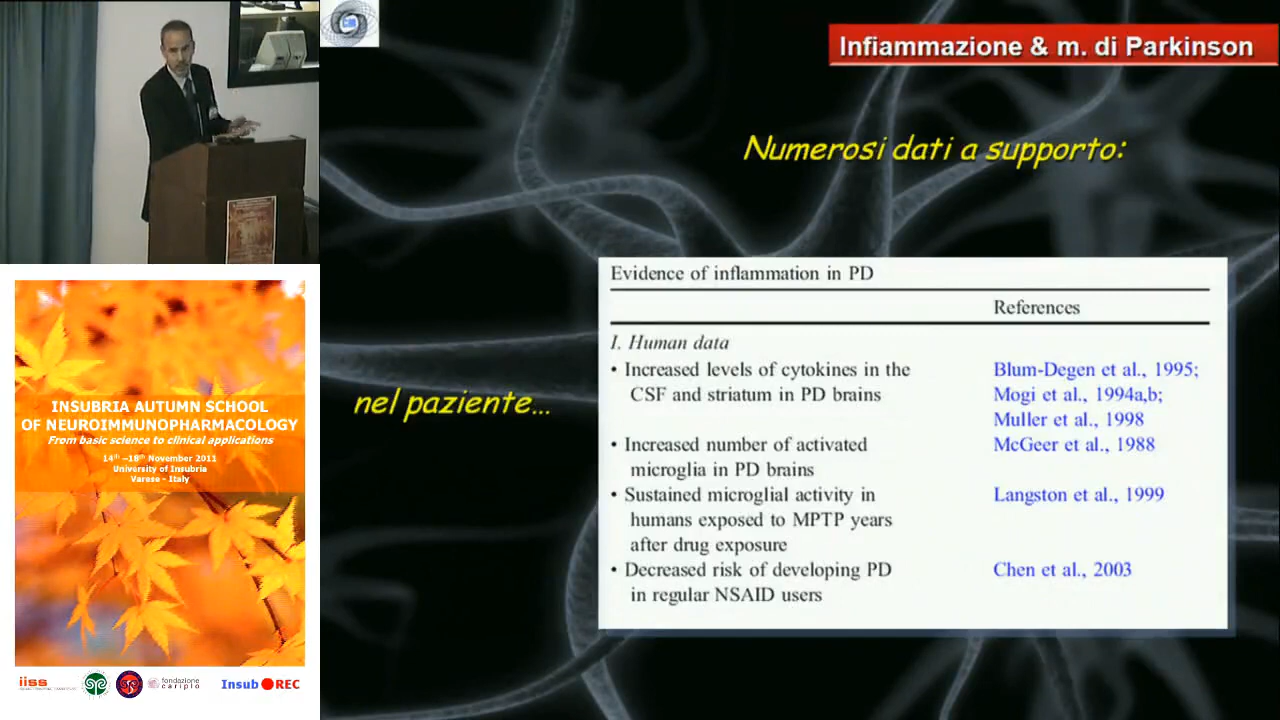 Infiammazione & m. di Parkinson
Numerosi dati a supporto:
nel paziente...
Evidence of inflammation in PD
References
I. Human data
• Increased levels of cytokines in the Blum-Degen et al., 1995;
CSF and striatum in PD brains Mogi et al., 1994a,b;
Muller et al., 1998
• Increased number of activated McGeer et al., 1988
microglia in PD brains
• Sustained microglial activity in Langston et al., 1999
humans exposed to MPTP years
after drug exposure
• Decreased risk of developing PD Chen et al., 2003
in regular NSAID users
INSUBRIA AUTUMN SCHOOL
OF NEUROIMMUNOPHARMACOLOGY
From basic science to clinical applications
14th –18th November 2011
University of Insubria
Varese - Italy
iiss
fondazione
cariplo
Insub REC